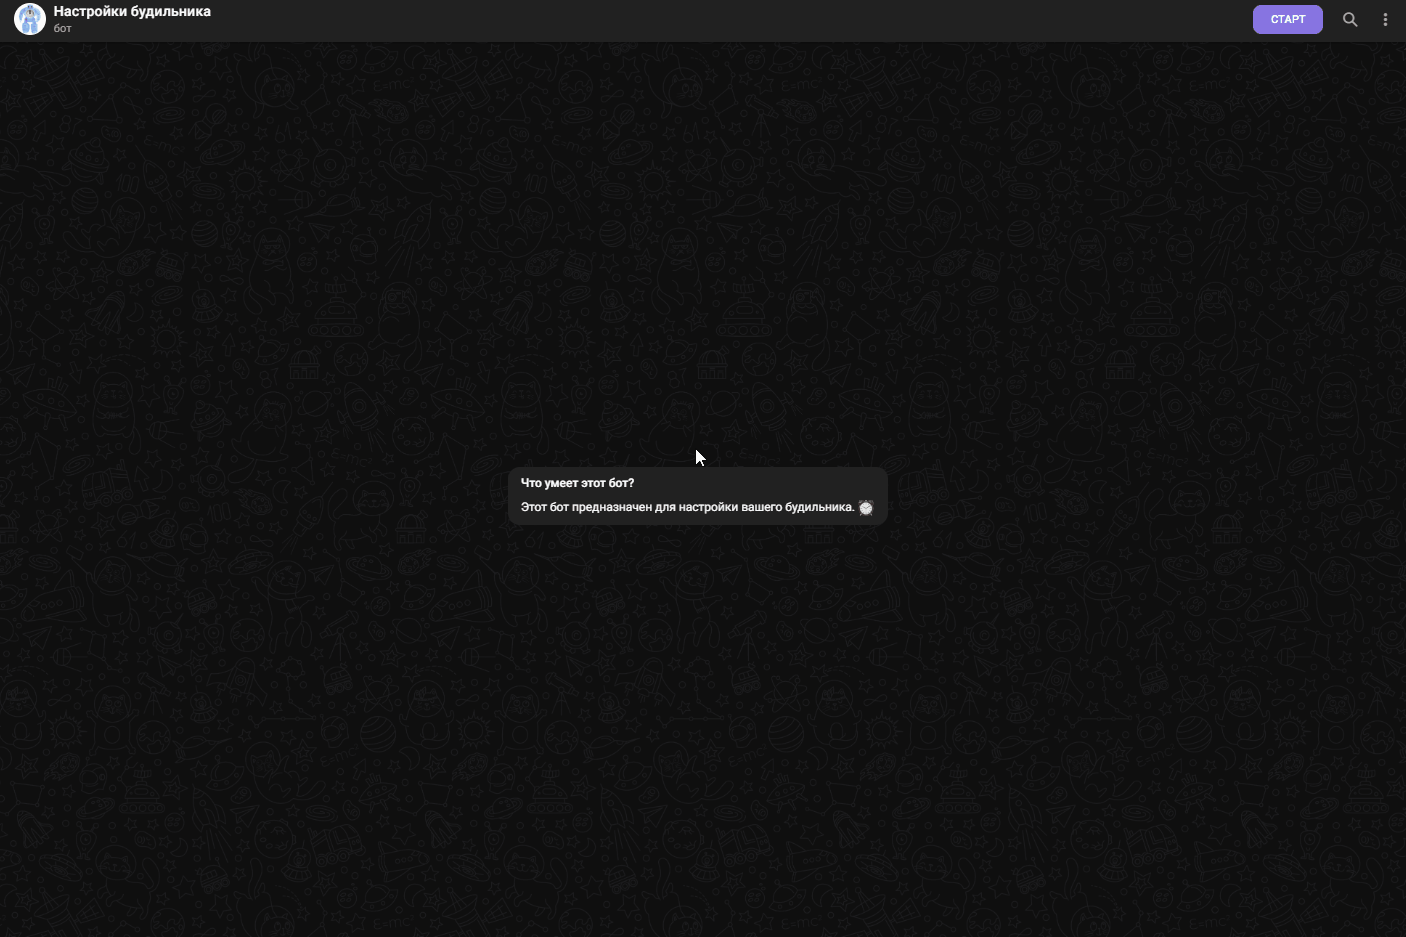 Настройки будильника
бот
СТАРТ
Что умеет этот бот?
Этот бот предназначен для настройки вашего будильника. ⏰